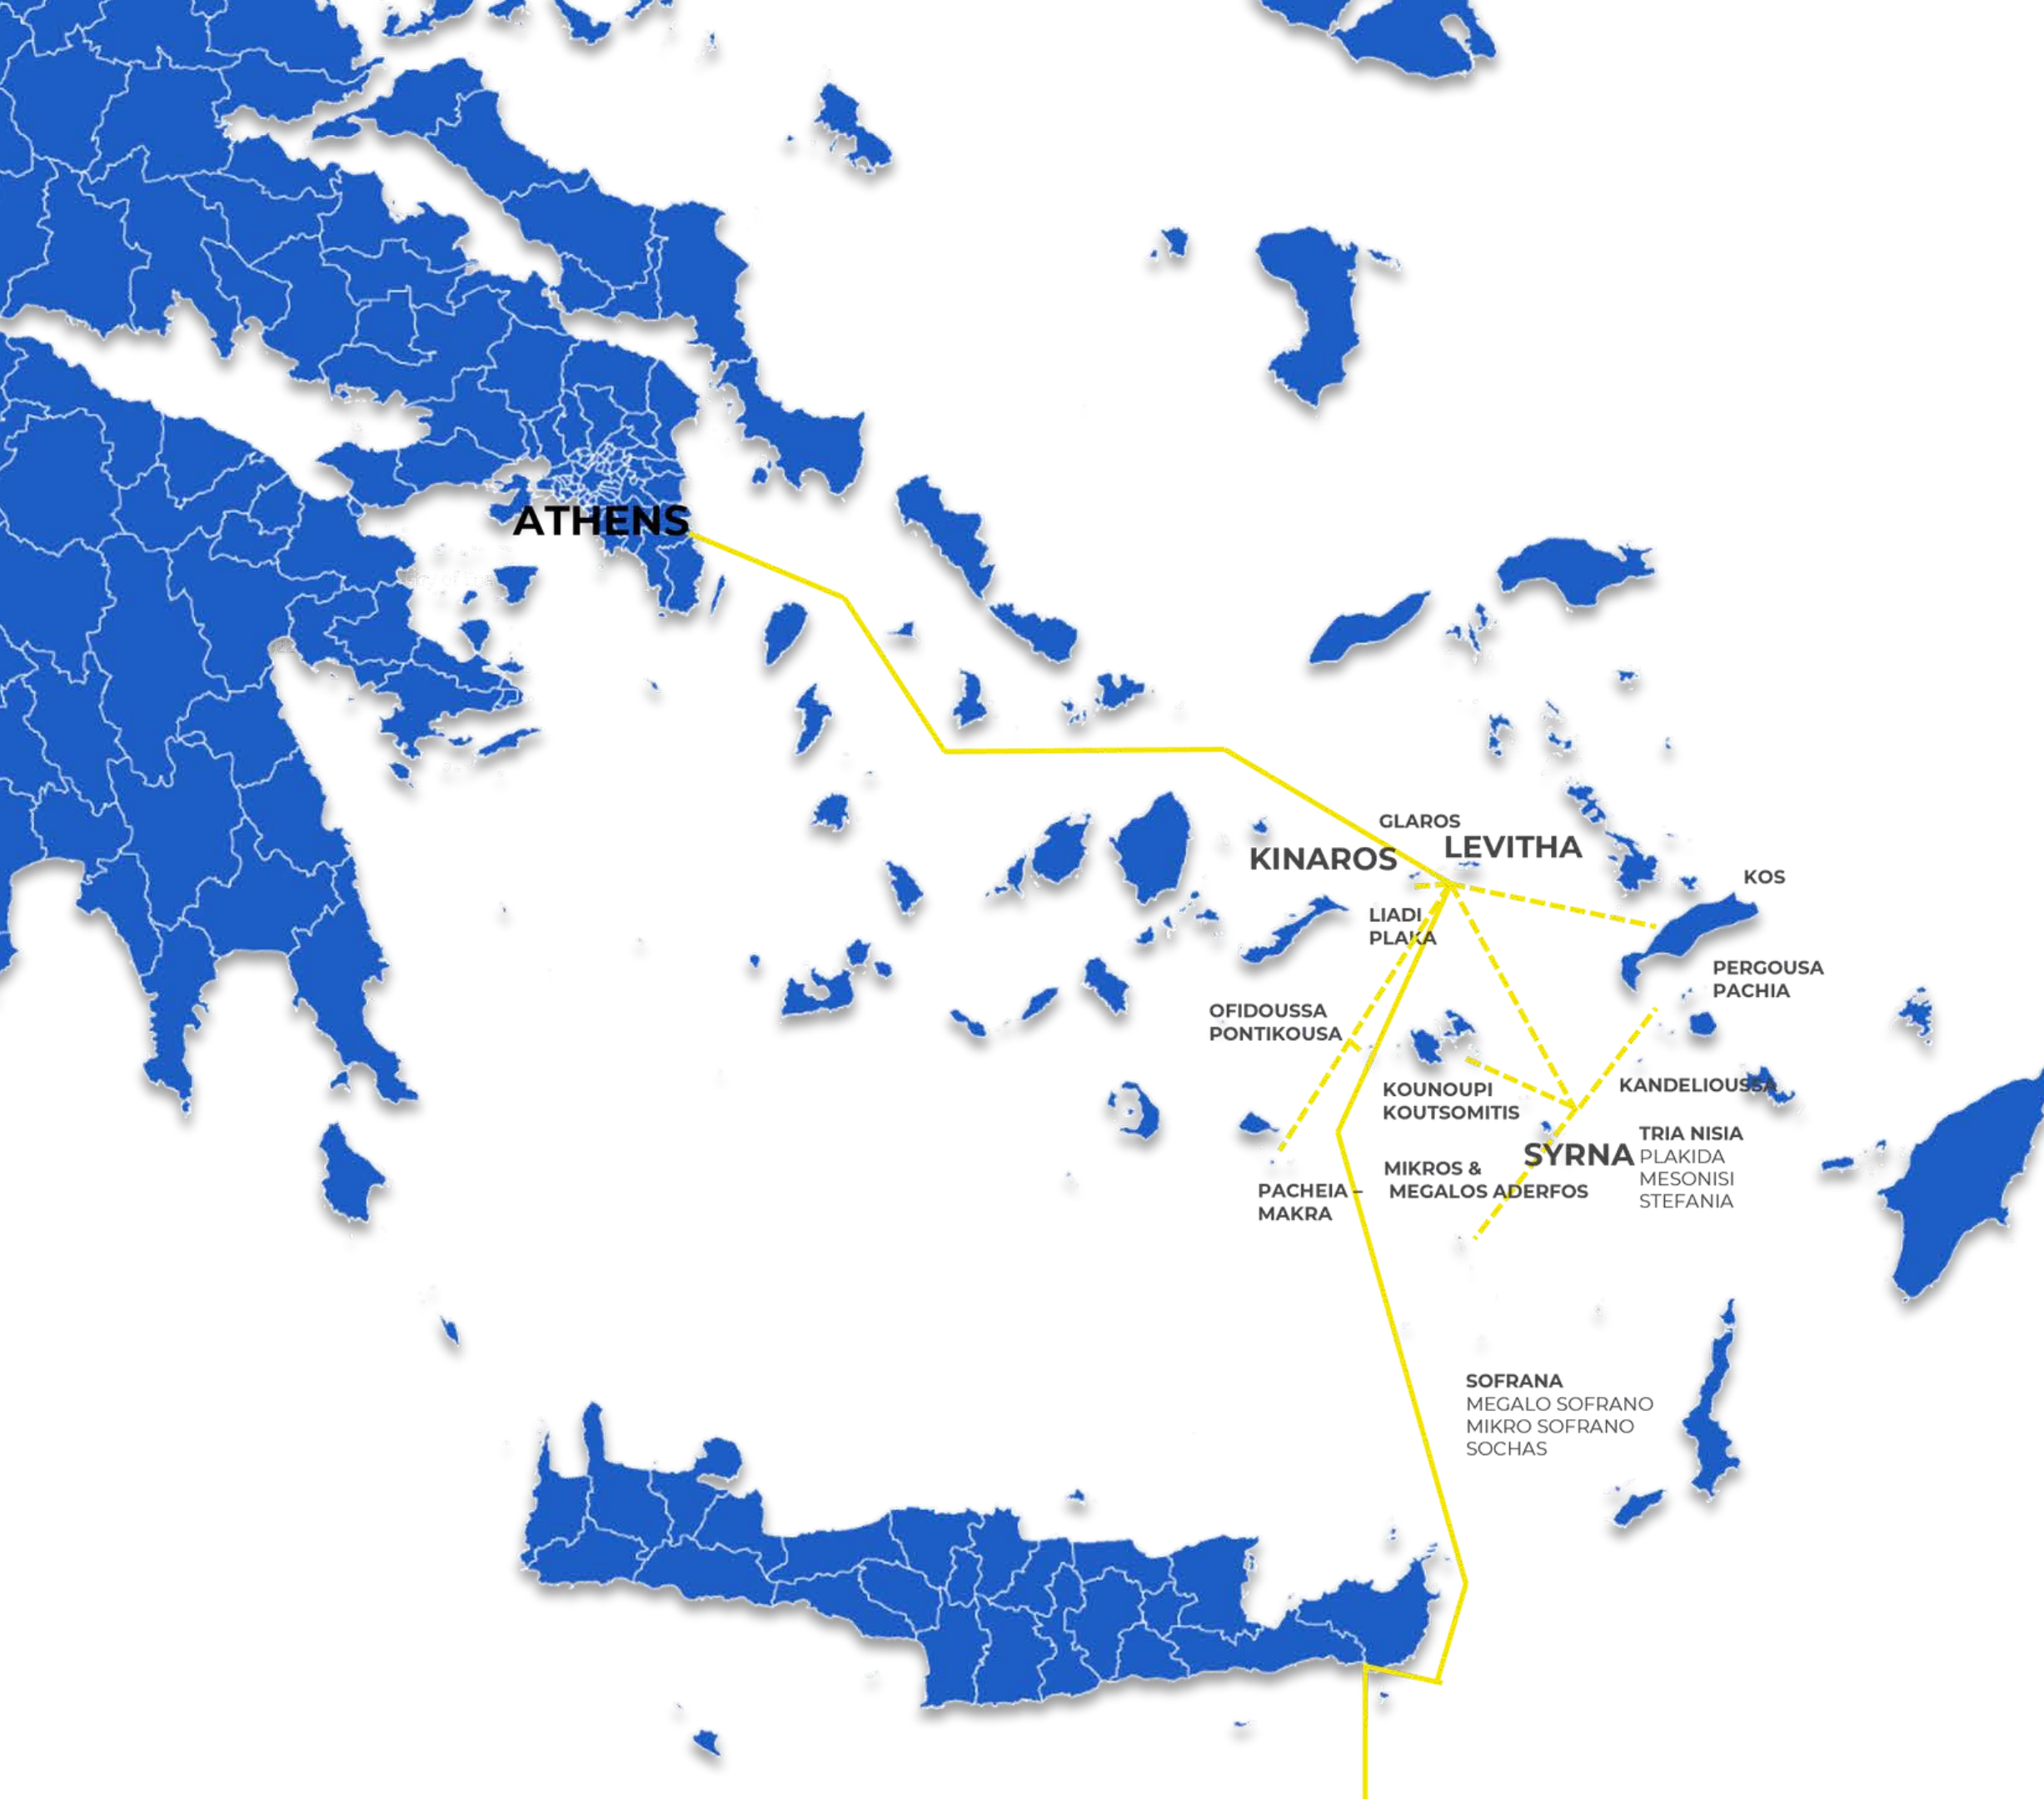 ATHENS
GLAROS
LEVITHA
KINAROS
KOS
LIADI
PLAKA
PERGOUSA
PACHIA
OFIDOUSSA
PONTIKOUSA
KANDELIOUSSA
KOUNOUPI
KOUTSOMITIS
SYRNA
TRIA NISIA
PLAKIDA
MESONISI
STEFANIA
MIKROS &
MEGALOS ADERFOS
PACHEIA –
MAKRA
SOFRANA
MEGALO SOFRANO
MIKRO SOFRANO
SOCHAS